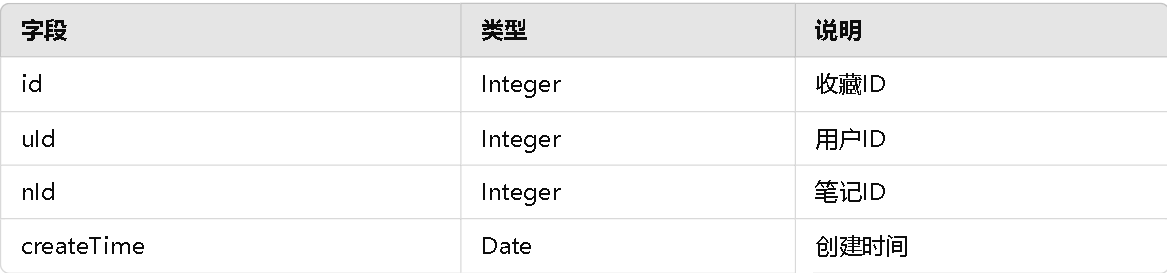 字段 类型 说明
id Integer 收藏ID
uId Integer 用户ID
nId Integer 笔记ID
createTime Date 创建时间